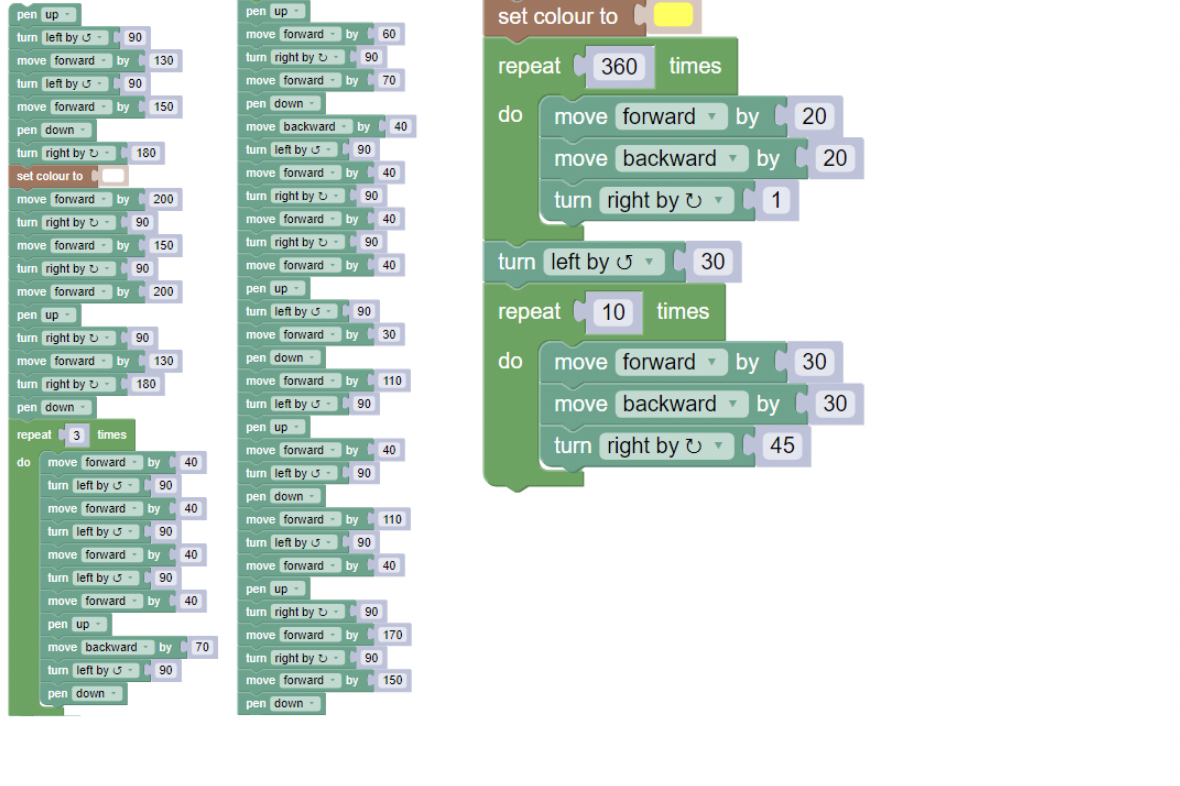 pen up
turn left by ↺ 90
move forward by 130
turn left by ↺ 90
move forward by 150
pen down
turn right by ↻ 180
set colour to
move forward by 200
turn right by ↻ 90
move forward by 150
turn right by ↻ 90
move forward by 200
pen up
turn right by ↻ 90
move forward by 130
turn right by ↻ 180
pen down
repeat 3 times
do move forward by 40
turn left by ↺ 90
move forward by 40
turn left by ↺ 90
move forward by 40
turn left by ↺ 90
move forward by 40
pen up
move backward by 70
turn left by ↺ 90
pen down
pen up
move forward by 60
turn right by ↻ 90
move forward by 70
pen down
move backward by 40
turn left by ↺ 90
move forward by 40
turn right by ↻ 90
move forward by 40
turn right by ↻ 90
move forward by 40
pen up
turn left by ↺ 90
move forward by 30
pen down
move forward by 110
turn left by ↺ 90
pen up
move forward by 40
turn left by ↺ 90
pen down
move forward by 110
turn left by ↺ 90
move forward by 40
pen up
turn right by ↻ 90
move forward by 170
turn right by ↻ 90
move forward by 150
pen down
set colour to
repeat 360 times
do move forward by 20
move backward by 20
turn right by ↻ 1
turn left by ↺ 30
repeat 10 times
do move forward by 30
move backward by 30
turn right by ↻ 45